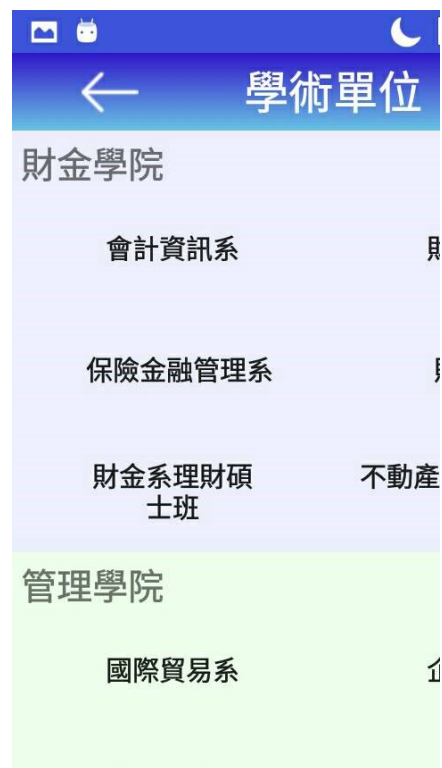 學術單位
財金學院
會計資訊系
保險金融管理系
財金系理財碩
士班
不動產
管理學院
國際貿易系